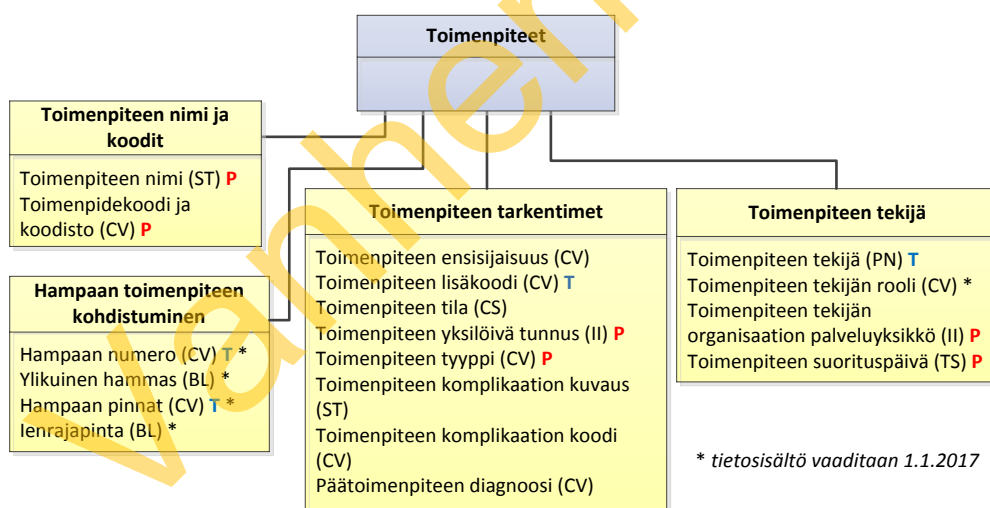 Toimenpiteet
Toimenpiteen nimi ja
koodit
Toimenpiteen nimi (ST) P
Toimenpidekoodi ja
koodisto (CV) P
Hampaan toimenpiteen
kohdistuminen
Hampaan numero (CV) T *
Ylikuinen hammas (BL) *
Hampaan pinnat (CV) T *
Ienrajapinta (BL) *
Toimenpiteen tarkentimet
Toimenpiteen ensisijaisuus (CV)
Toimenpiteen lisäkoodi (CV) T
Toimenpiteen tila (CS)
Toimenpiteen yksilöivä tunnus (II) P
Toimenpiteen tyyppi (CV) P
Toimenpiteen komplikaation kuvaus
(ST)
Toimenpiteen komplikaation koodi
(CV)
Päätoimenpiteen diagnoosi (CV)
Toimenpiteen tekijä
Toimenpiteen tekijä (PN) T
Toimenpiteen tekijän rooli (CV) *
Toimenpiteen tekijän
organisaation palveluyksikkö (II) P
Toimenpiteen suorituspäivä (TS) P
* tietosisältö vaaditaan 1.1.2017